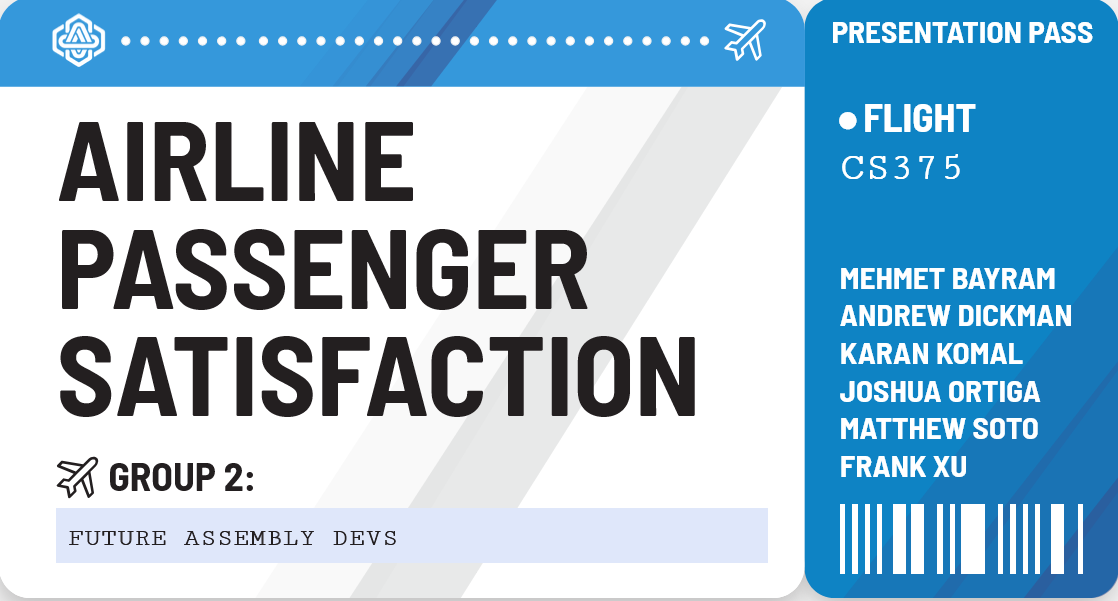 AIRLINE
PASSENGER
SATISFACTION
GROUP 2:
FUTURE ASSEMBLY DEVS
PRESENTATION PASS
FLIGHT
CS375
MEHMET BAYRAM
ANDREW DICKMAN
KARAN KOMAL
JOSHUA ORTIGA
MATTHEW SOTO
FRANK XU